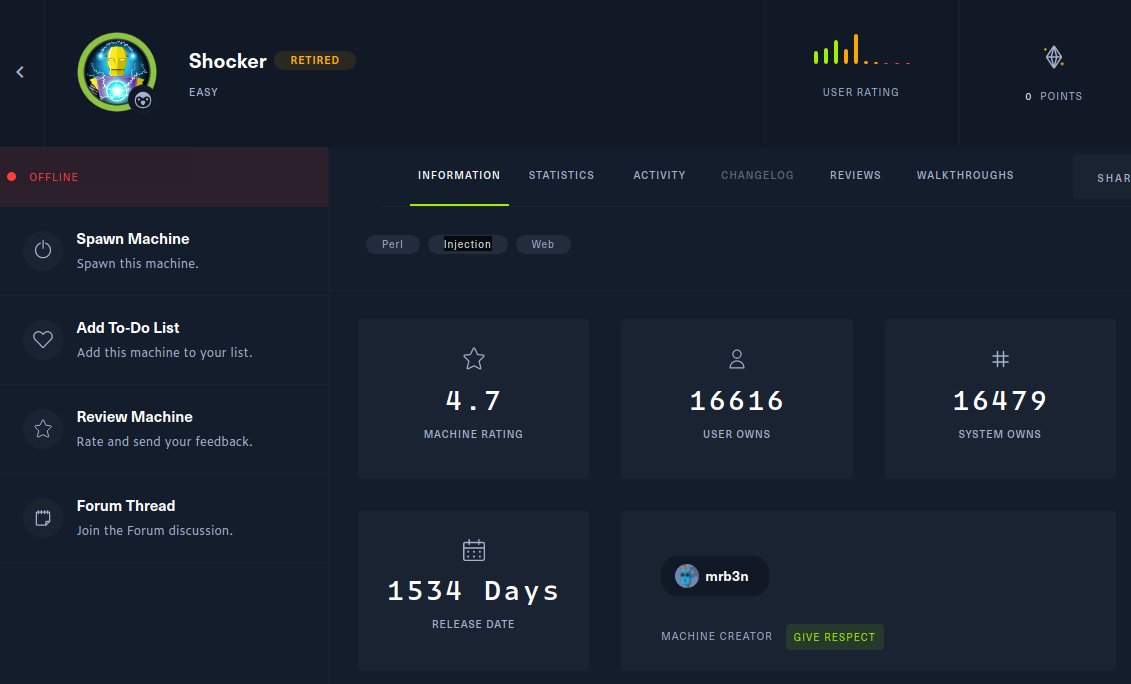 Shocker RETIRED
EASY
USER RATING
0 POINTS
OFFLINE
INFORMATION STATISTICS ACTIVITY CHANGELOG REVIEWS WALKTHROUGHS SHAR
Spawn Machine
Spawn this machine.
Perl Injection Web
Add To-Do List
Add this machine to your list.
Review Machine
Rate and send your feedback.
Forum Thread
Join the Forum discussion.
4.7
MACHINE RATING
16616
USER OWNS
16479
SYSTEM OWNS
1534 Days
RELEASE DATE
mrb3n
MACHINE CREATOR GIVE RESPECT